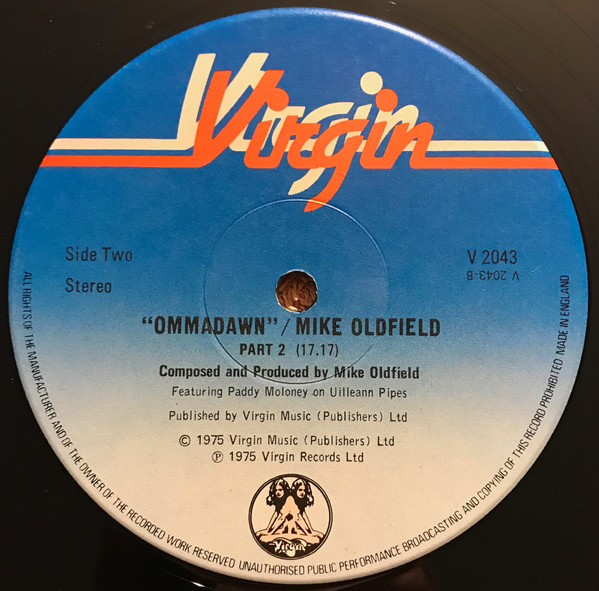 Virgin
Side Two
V 2043
V 2043-B
Stereo
“OMMADAWN” / MIKE OLDFIELD
PART 2 (17.17)
Composed and Produced by Mike Oldfield
Featuring Paddy Moloney on Uilleann Pipes
Published by Virgin Music (Publishers) Ltd
© 1975 Virgin Music (Publishers) Ltd
℗ 1975 Virgin Records Ltd
Virgin
ALL RIGHTS OF THE MANUFACTURER AND OF THE OWNER OF THE RECORDED WORK RESERVED UNAUTHORISED PUBLIC PERFORMANCE BROADCASTING AND COPYING OF THIS RECORD PROHIBITED MADE IN ENGLAND